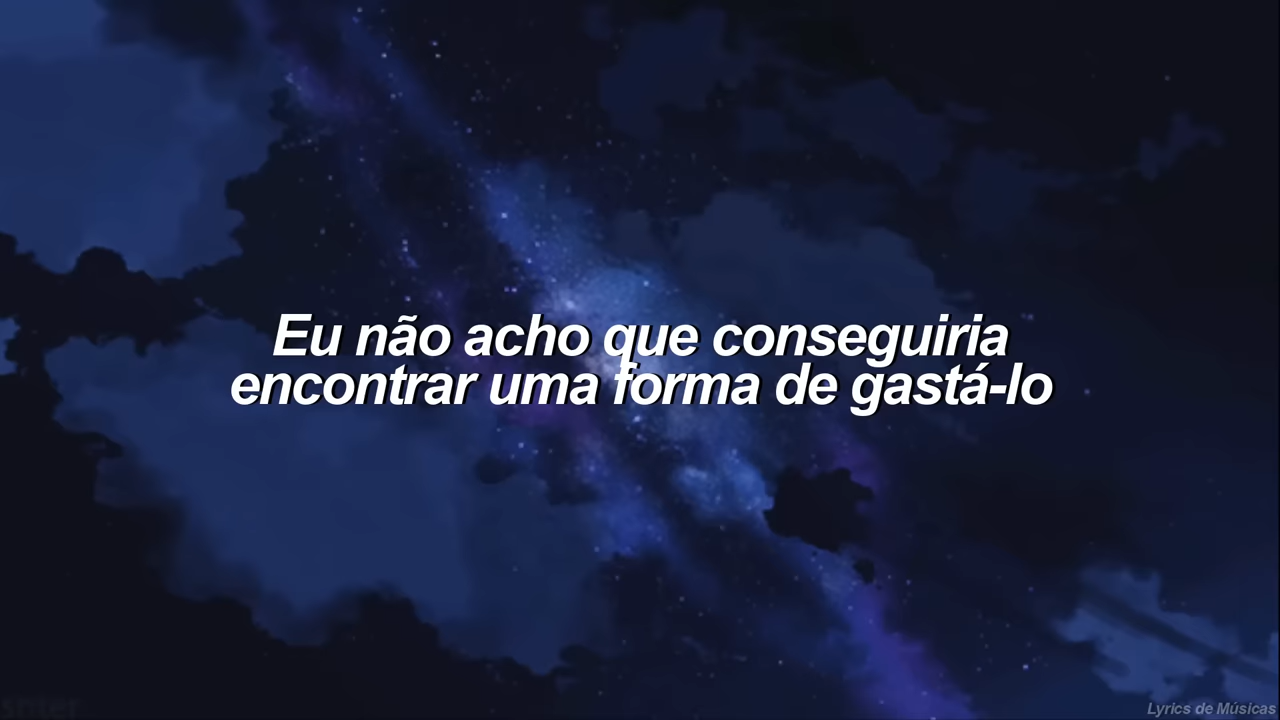 Eu não acho que conseguiria
encontrar uma forma de gastá-lo
Lyrics de Músicas